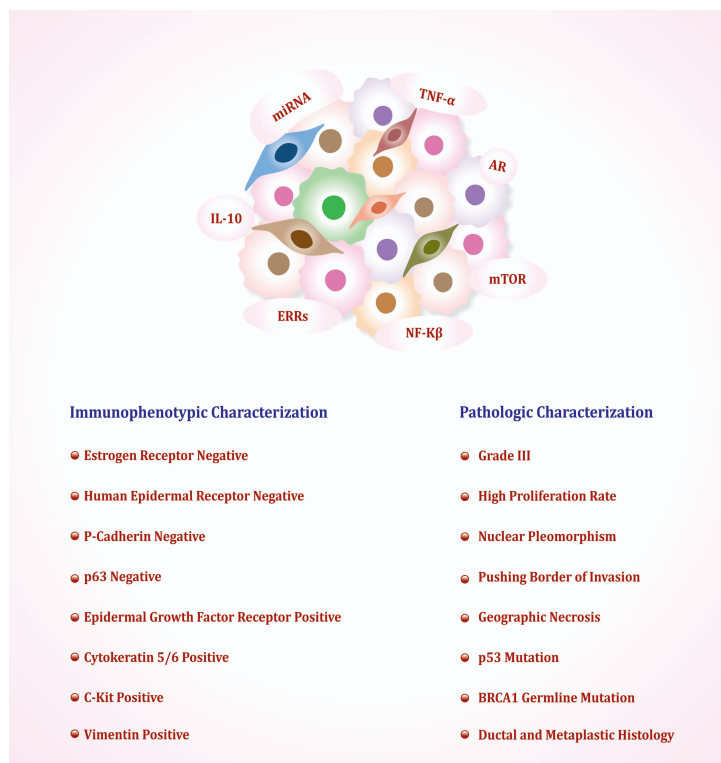 miRNA
TNF-α
AR
IL-10
mTOR
ERRs
NF-Kβ
Immunophenotypic Characterization
Estrogen Receptor Negative
Human Epidermal Receptor Negative
P-Cadherin Negative
p63 Negative
Epidermal Growth Factor Receptor Positive
Cytokeratin 5/6 Positive
C-Kit Positive
Vimentin Positive
Pathologic Characterization
Grade III
High Proliferation Rate
Nuclear Pleomorphism
Pushing Border of Invasion
Geographic Necrosis
p53 Mutation
BRCA1 Germline Mutation
Ductal and Metaplastic Histology